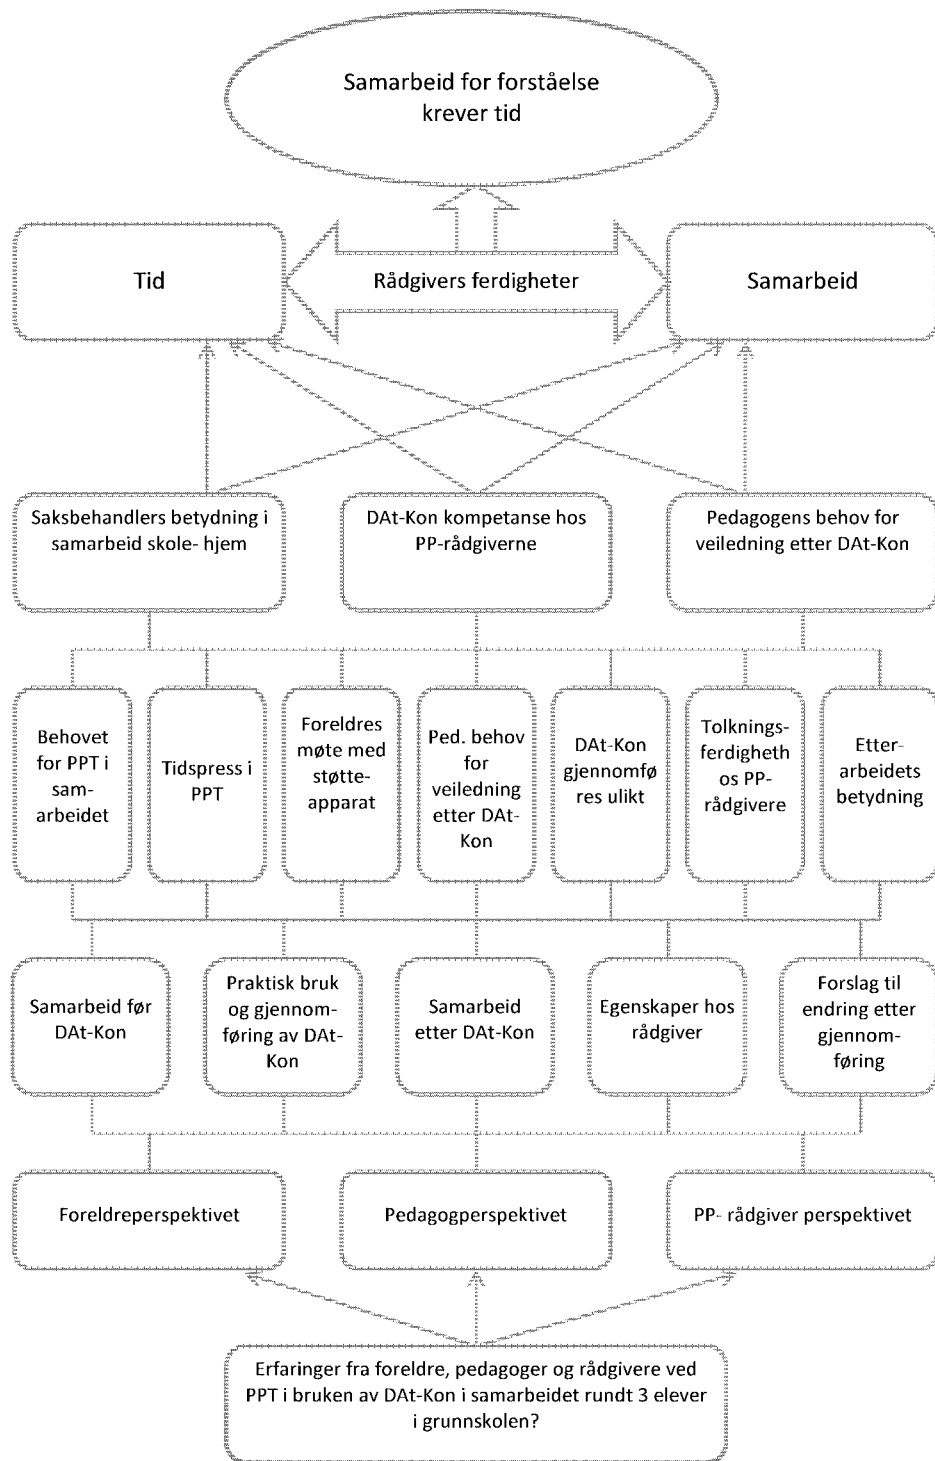 Samarbeid for forståelse
krever tid
Tid
Rådgivers ferdigheter
Samarbeid
Saksbehandlers betydning i
samarbeid skole- hjem
DAt-Kon kompetanse hos
PP-rådgiverne
Pedagogens behov for
veiledning etter DAt-Kon
Behovet
for PPT i
sam-
arbeidet
Tidspress i
PPT
Foreldres
møte med
støtte-
apparat
Ped. behov
for
veiledning
etter DAt-
Kon
DAt-Kon
gjennomfø
res ulikt
Tolknings-
ferdigheth
os PP-
rådgivere
Etter-
arbeidets
betydning
Samarbeid før
DAt-Kon
Praktisk bruk
og gjennom-
føring av DAt-
Kon
Samarbeid
etter DAt-Kon
Egenskaper hos
rådgiver
Forslag til
endring etter
gjennom-
føring
Foreldreperspektivet
Pedagogperspektivet
PP- rådgiver perspektivet
Erfaringer fra foreldre, pedagoger og rådgivere ved
PPT i bruken av DAt-Kon i samarbeidet rundt 3 elever
i grunnskolen?